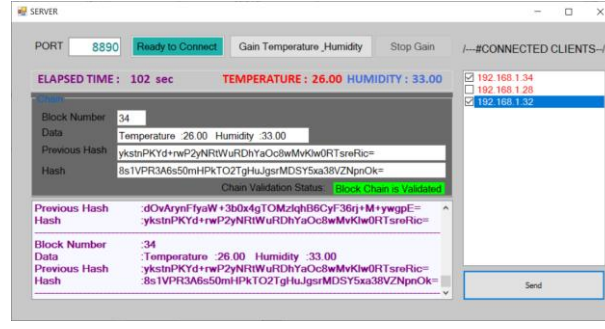 SERVER
PORT 8890 Ready to Connect Gain Temperature ,Humidity Stop Gain
/---#CONNECTED CLIENTS--/
ELAPSED TIME : 102 sec TEMPERATURE : 26.00 HUMIDITY : 33.00
192.168.1.34
192.168.1.28
192.168.1.32
Chain
Block Number 34
Data Temperature :26.00 Humidity :33.00
Previous Hash ykstnPKYd+rwP2yNRtWuRDhYaOc8wMvKlw0RTsreRic=
Hash 8s1VPR3A6s50mHPkTO2TgHuJgsrMDSY5xa38VZNpnOk=
Chain Validation Status: Block Chain is Validated
Previous Hash :dOvArynFfyaW+3b0x4gTOMzlqhB6CyF36rj+M+ywgpE=
Hash :ykstnPKYd+rwP2yNRtWuRDhYaOc8wMvKlw0RTsreRic=
Block Number :34
Data :Temperature :26.00 Humidity :33.00
Previous Hash :ykstnPKYd+rwP2yNRtWuRDhYaOc8wMvKlw0RTsreRic=
Hash :8s1VPR3A6s50mHPkTO2TgHuJgsrMDSY5xa38VZNpnOk=
Send